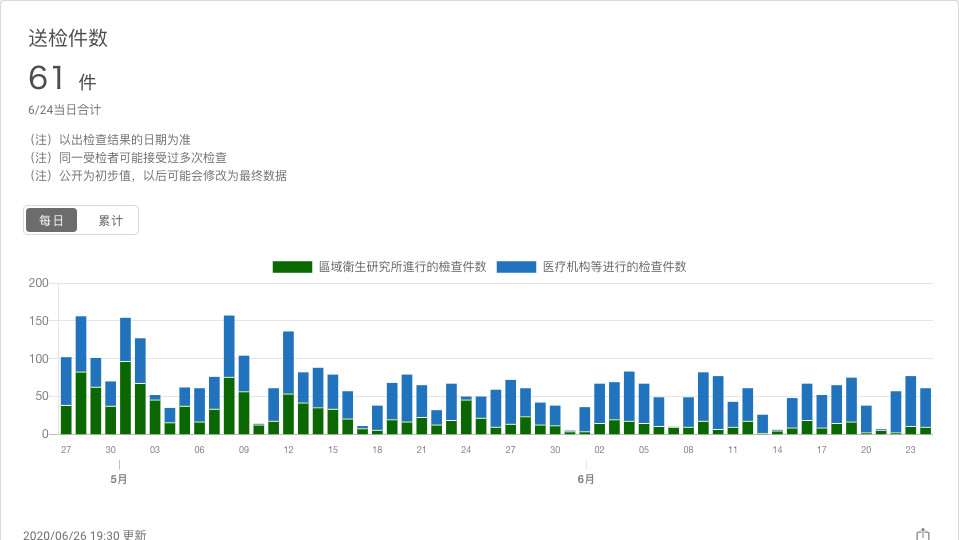 送检件数
61 件
6/24当日合计
（注）以出检查结果的日期为准
（注）同一受检者可能接受过多次检查
（注）公开为初步值，以后可能会修改为最终数据
每日 累计
區域衛生研究所進行的檢查件数 医疗机构等进行的检查件数
200
150
100
50
0
27 30 03 06 09 12 15 18 21 24 27 30 02 05 08 11 14 17 20 23
5月 6月
2020/06/26 19:30 更新